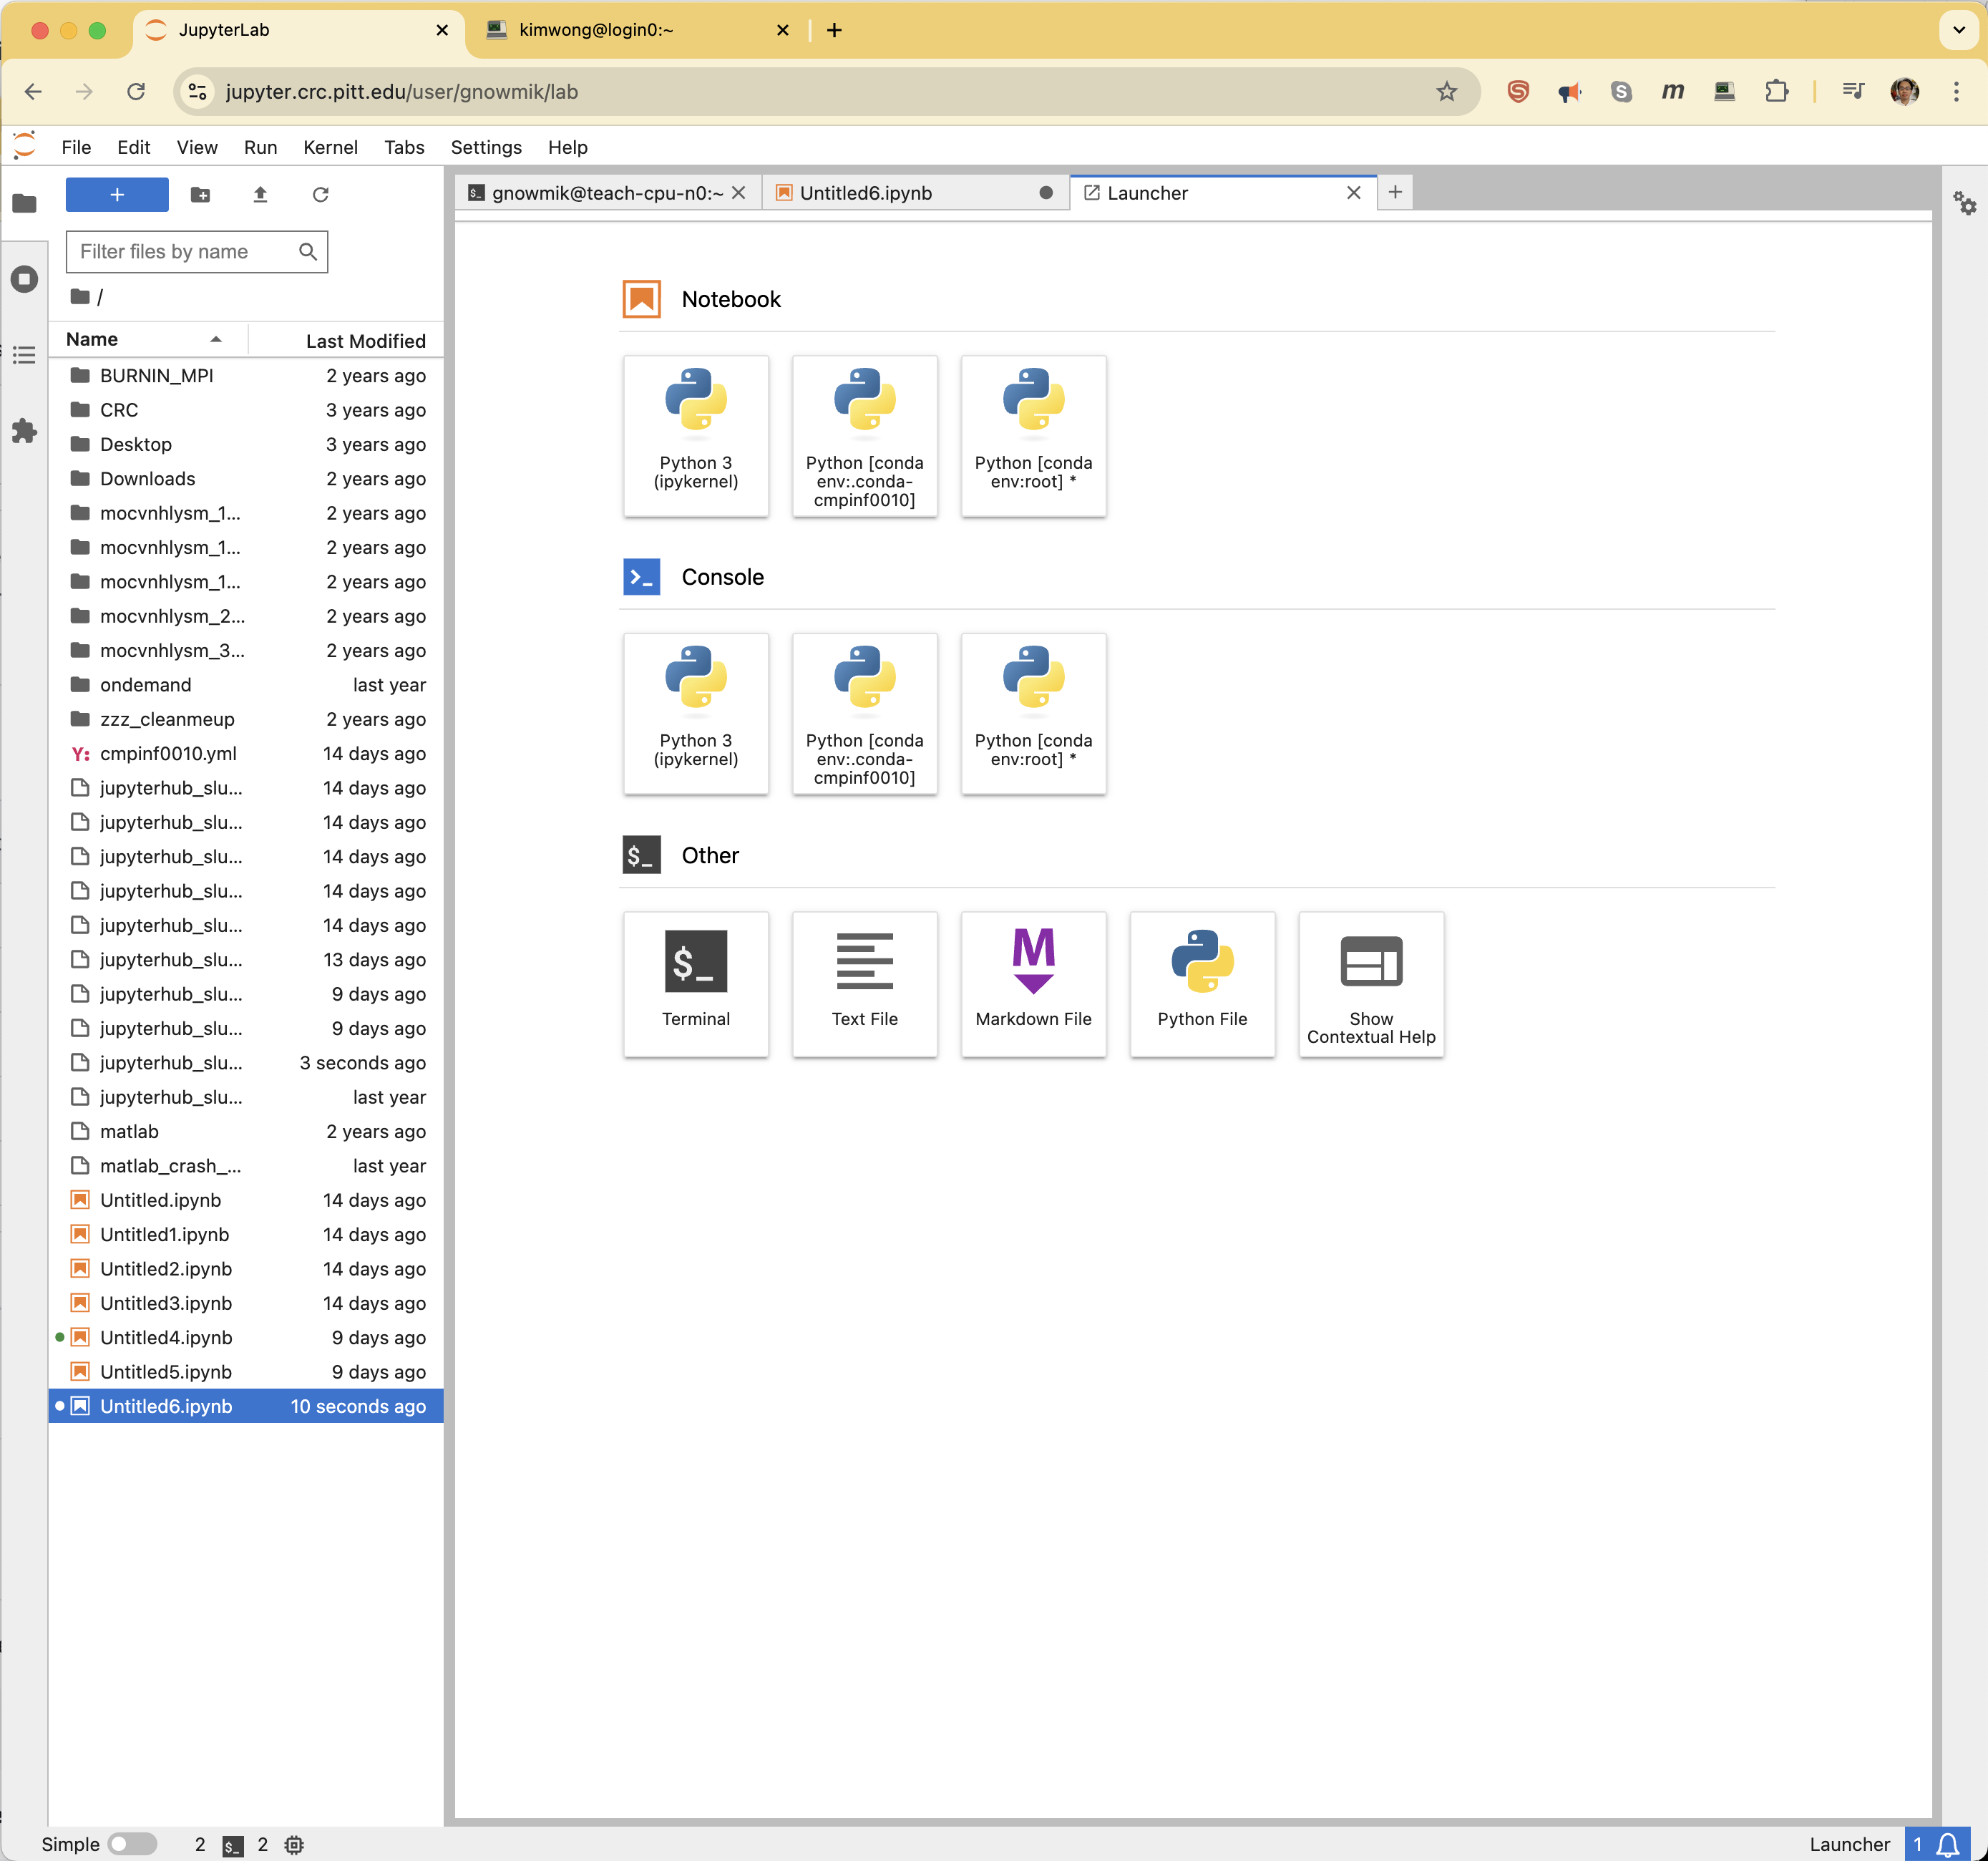 JupyterLab
kimwong@login0:~
jupyter.crc.pitt.edu/user/gnowmik/lab
File Edit View Run Kernel Tabs Settings Help
gnowmik@teach-cpu-n0:~
Untitled6.ipynb
Launcher
Filter files by name
/
Name Last Modified
BURNIN_MPI 2 years ago
CRC 3 years ago
Desktop 3 years ago
Downloads 2 years ago
mocvnhlysm_1... 2 years ago
mocvnhlysm_1... 2 years ago
mocvnhlysm_1... 2 years ago
mocvnhlysm_2... 2 years ago
mocvnhlysm_3... 2 years ago
ondemand last year
zzz_cleanmeup 2 years ago
Y: cmpinf0010.yml 14 days ago
jupyterhub_slu... 14 days ago
jupyterhub_slu... 14 days ago
jupyterhub_slu... 14 days ago
jupyterhub_slu... 14 days ago
jupyterhub_slu... 14 days ago
jupyterhub_slu... 13 days ago
jupyterhub_slu... 9 days ago
jupyterhub_slu... 9 days ago
jupyterhub_slu... 3 seconds ago
jupyterhub_slu... last year
matlab 2 years ago
matlab_crash_... last year
Untitled.ipynb 14 days ago
Untitled1.ipynb 14 days ago
Untitled2.ipynb 14 days ago
Untitled3.ipynb 14 days ago
Untitled4.ipynb 9 days ago
Untitled5.ipynb 9 days ago
Untitled6.ipynb 10 seconds ago
Notebook
Python 3
(ipykernel)
Python [conda
env:.conda-
cmpinf0010]
Python [conda
env:root] *
Console
Python 3
(ipykernel)
Python [conda
env:.conda-
cmpinf0010]
Python [conda
env:root] *
$_ Other
$_
Terminal
Text File
M
Markdown File
Python File
Show
Contextual Help
Simple 2 $_ 2
Launcher 1